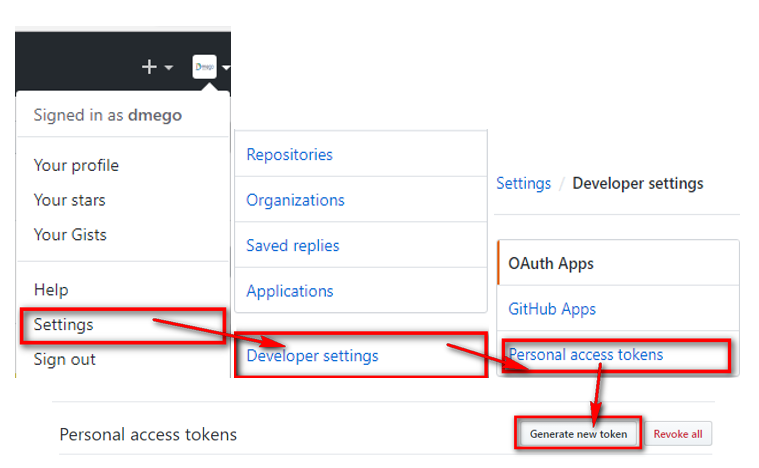 Dmego
Signed in as dmego
Your profile
Your stars
Your Gists
Help
Settings
Sign out
Repositories
Organizations
Saved replies
Applications
Developer settings
Settings / Developer settings
OAuth Apps
GitHub Apps
Personal access tokens
Personal access tokens
Generate new token
Revoke all